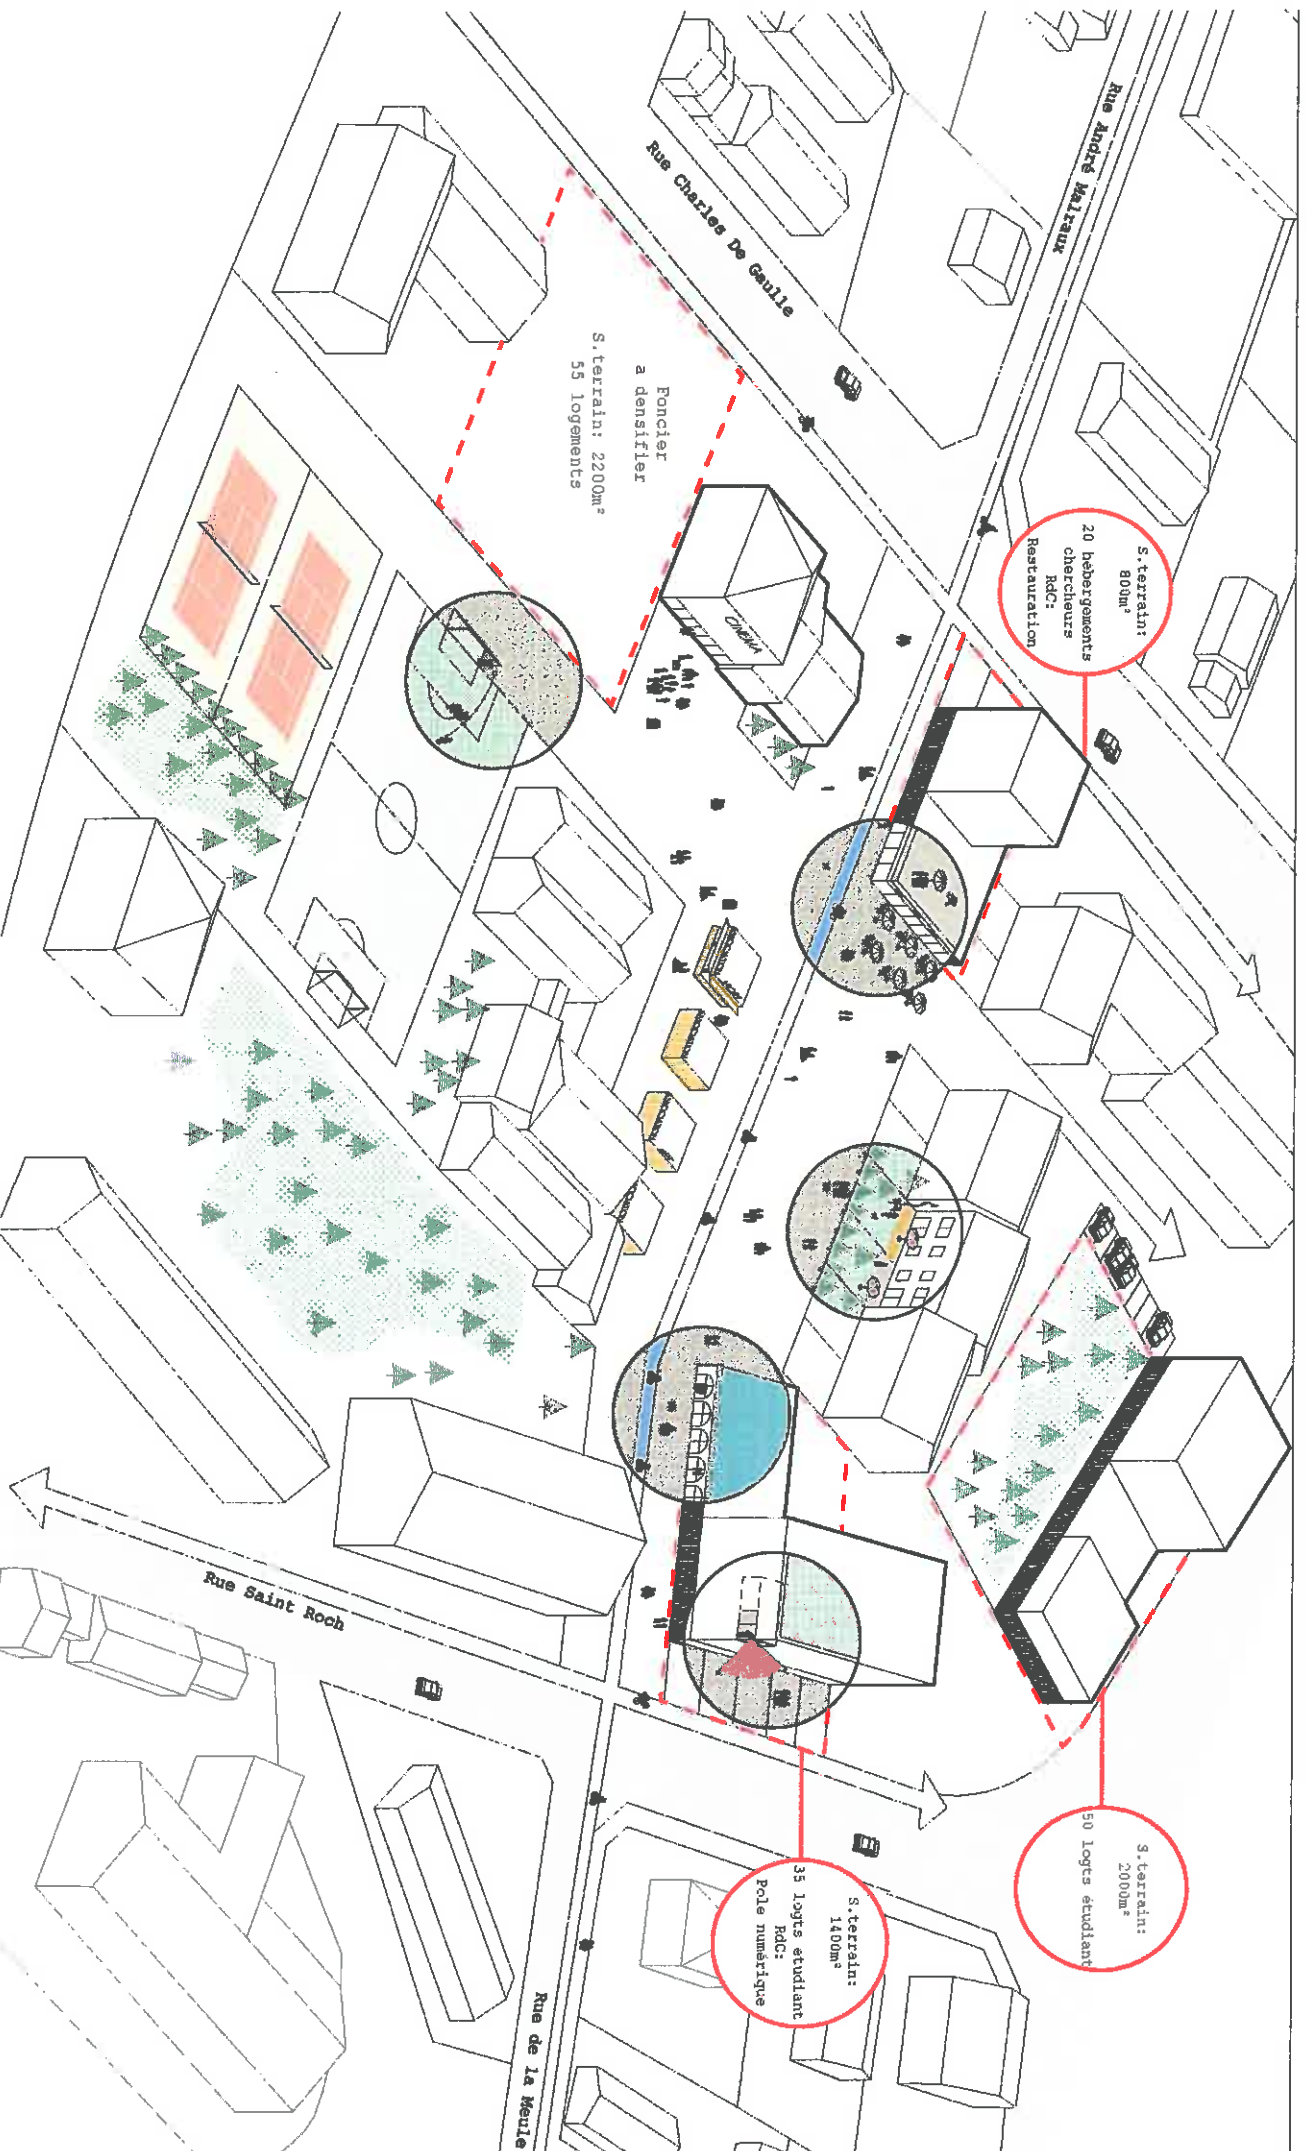 Rue André Malraux
Rue Charles De Gaulle
S.terrain:
800m²
20 hébergements
chercheurs
RdC:
Restauration
Foncier
a densifier
S.terrain: 2200m²
55 logements
CINEMA
Rue Saint Roch
S.terrain:
2000m²
50 logts étudiant
S.terrain:
1400m²
35 logts étudiant
RdC:
Pole numérique
Rue de la Meule